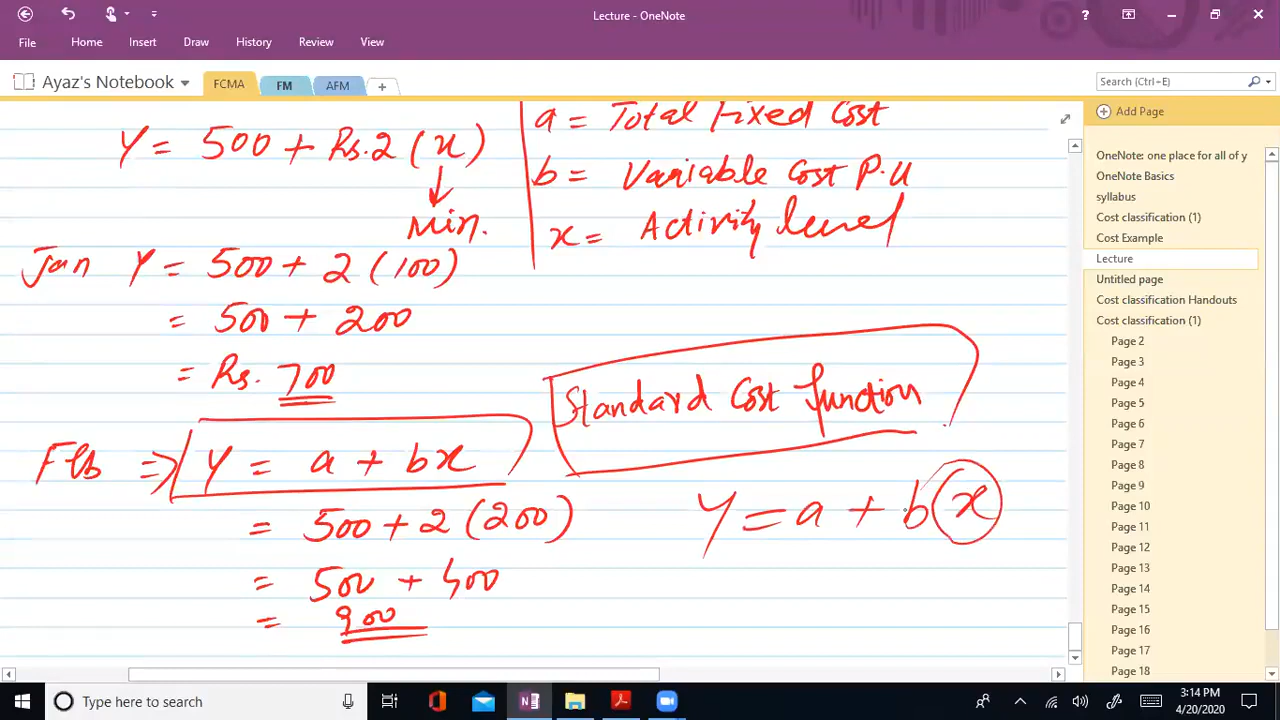 Lecture - OneNote
File Home Insert Draw History Review View
Ayaz's Notebook FCMA FM AFM
Search (Ctrl+E)
Add Page
Y = 500 + Rs.2 (x)
Min.
Jan Y = 500 + 2 (100)
= 500 + 200
= Rs. 700
Feb => Y = a + bx
= 500 + 2 (200)
= 500 + 400
= 900
a = Total Fixed Cost
b = Variable Cost P.U
x = Activity level
Standard Cost function
Y = a + b(x)
OneNote: one place for all of y
OneNote Basics
syllabus
Cost classification (1)
Cost Example
Lecture
Untitled page
Cost classification Handouts
Cost classification (1)
Page 2
Page 3
Page 4
Page 5
Page 6
Page 7
Page 8
Page 9
Page 10
Page 11
Page 12
Page 13
Page 14
Page 15
Page 16
Page 17
Page 18
Type here to search
3:14 PM
4/20/2020